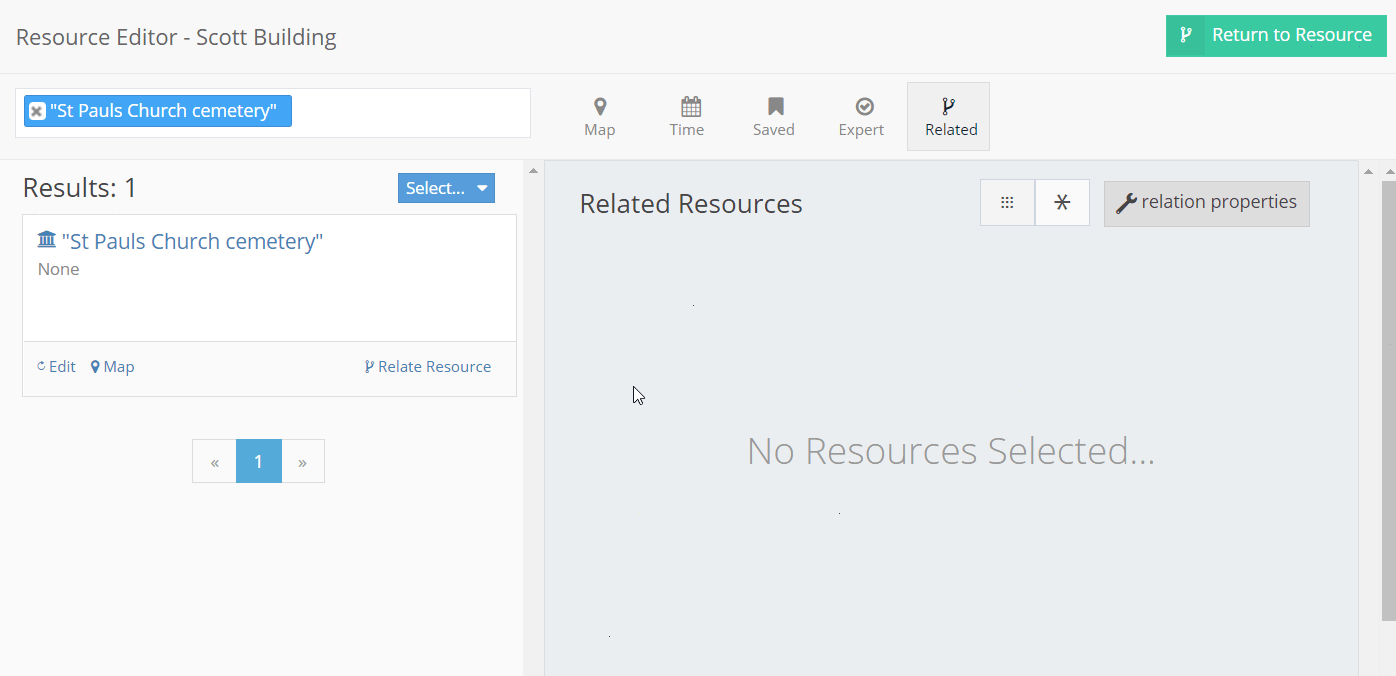 Resource Editor - Scott Building
Return to Resource
"St Pauls Church cemetery"
Map
Time
Saved
Expert
Related
Results: 1
Select...
"St Pauls Church cemetery"
None
Edit
Map
Relate Resource
«
1
»
Related Resources
relation properties
No Resources Selected...